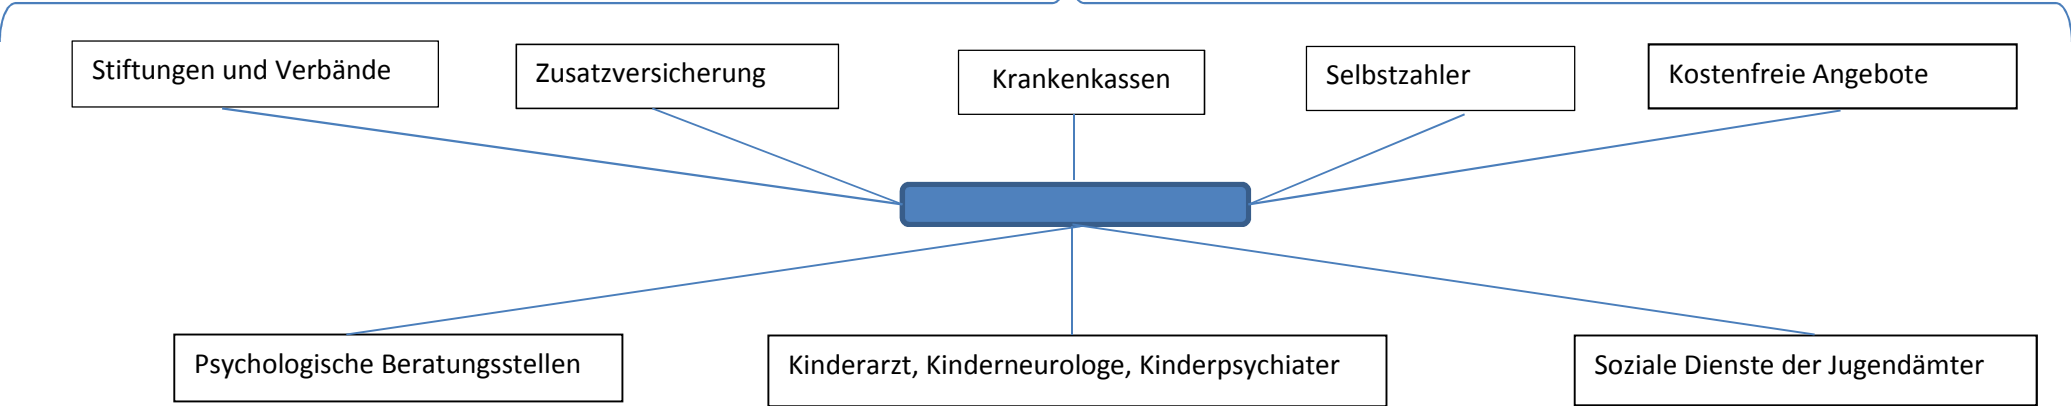 Stiftungen und Verbände
Zusatzversicherung
Krankenkassen
Selbstzahler
Kostenfreie Angebote
Psychologische Beratungsstellen
Kinderarzt, Kinderneurologe, Kinderpsychiater
Soziale Dienste der Jugendämter